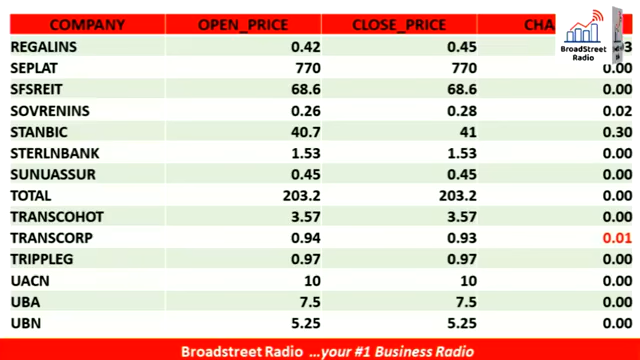 COMPANY OPEN_PRICE CLOSE_PRICE CHA
BroadStreet
Radio
REGALINS 0.42 0.45 3
SEPLAT 770 770 0.00
SFSREIT 68.6 68.6 0.00
SOVRENINS 0.26 0.28 0.02
STANBIC 40.7 41 0.30
STERLNBANK 1.53 1.53 0.00
SUNUASSUR 0.45 0.45 0.00
TOTAL 203.2 203.2 0.00
TRANSCOHOT 3.57 3.57 0.00
TRANSCORP 0.94 0.93 0.01
TRIPPLEG 0.97 0.97 0.00
UACN 10 10 0.00
UBA 7.5 7.5 0.00
UBN 5.25 5.25 0.00
Broadstreet Radio ...your #1 Business Radio